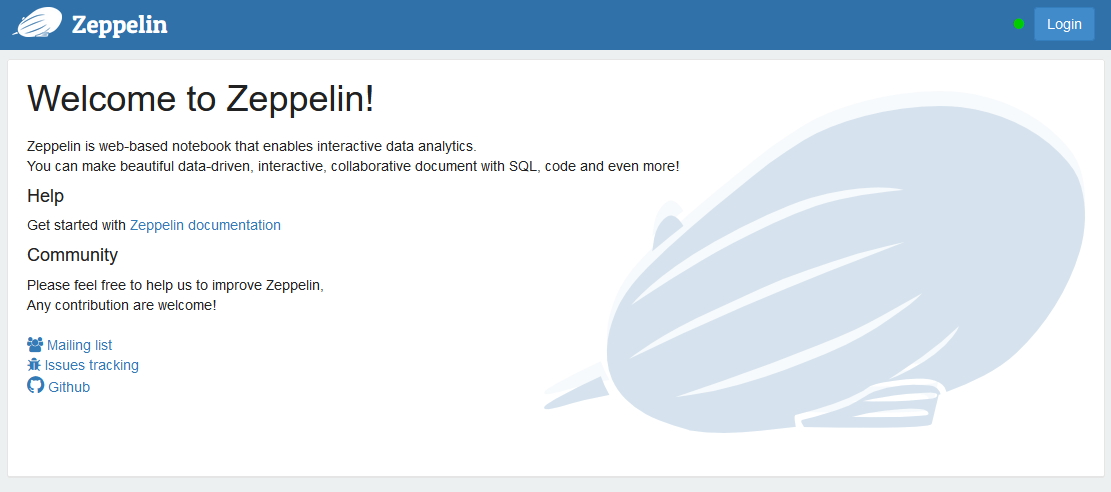 Zeppelin
Login
Welcome to Zeppelin!
Zeppelin is web-based notebook that enables interactive data analytics.
You can make beautiful data-driven, interactive, collaborative document with SQL, code and even more!
Help
Get started with Zeppelin documentation
Community
Please feel free to help us to improve Zeppelin,
Any contribution are welcome!
Mailing list
Issues tracking
Github